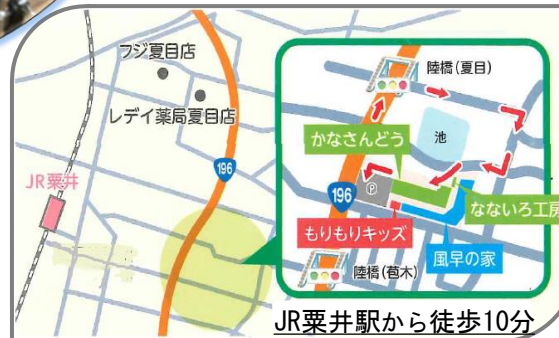 フジ夏目店
レデイ薬局夏目店
JR粟井
196
陸橋(夏目)
池
かなさんどう
196
P
なないろ工房
もりもりキッズ
風早の家
陸橋(苞木)
JR粟井駅から徒歩10分